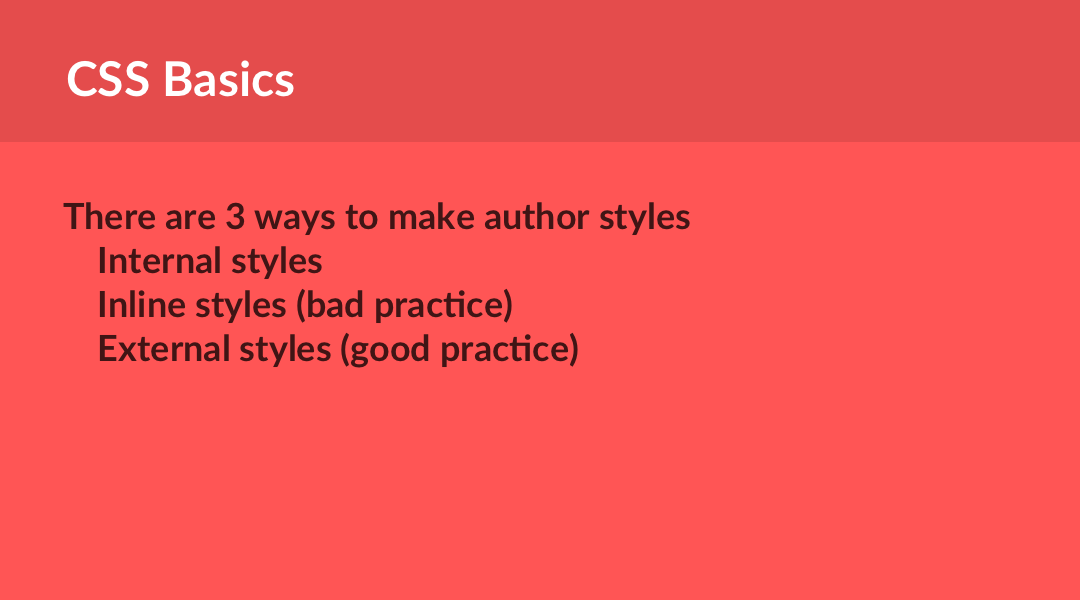 CSS Basics
There are 3 ways to make author styles
Internal styles
Inline styles (bad practice)
External styles (good practice)